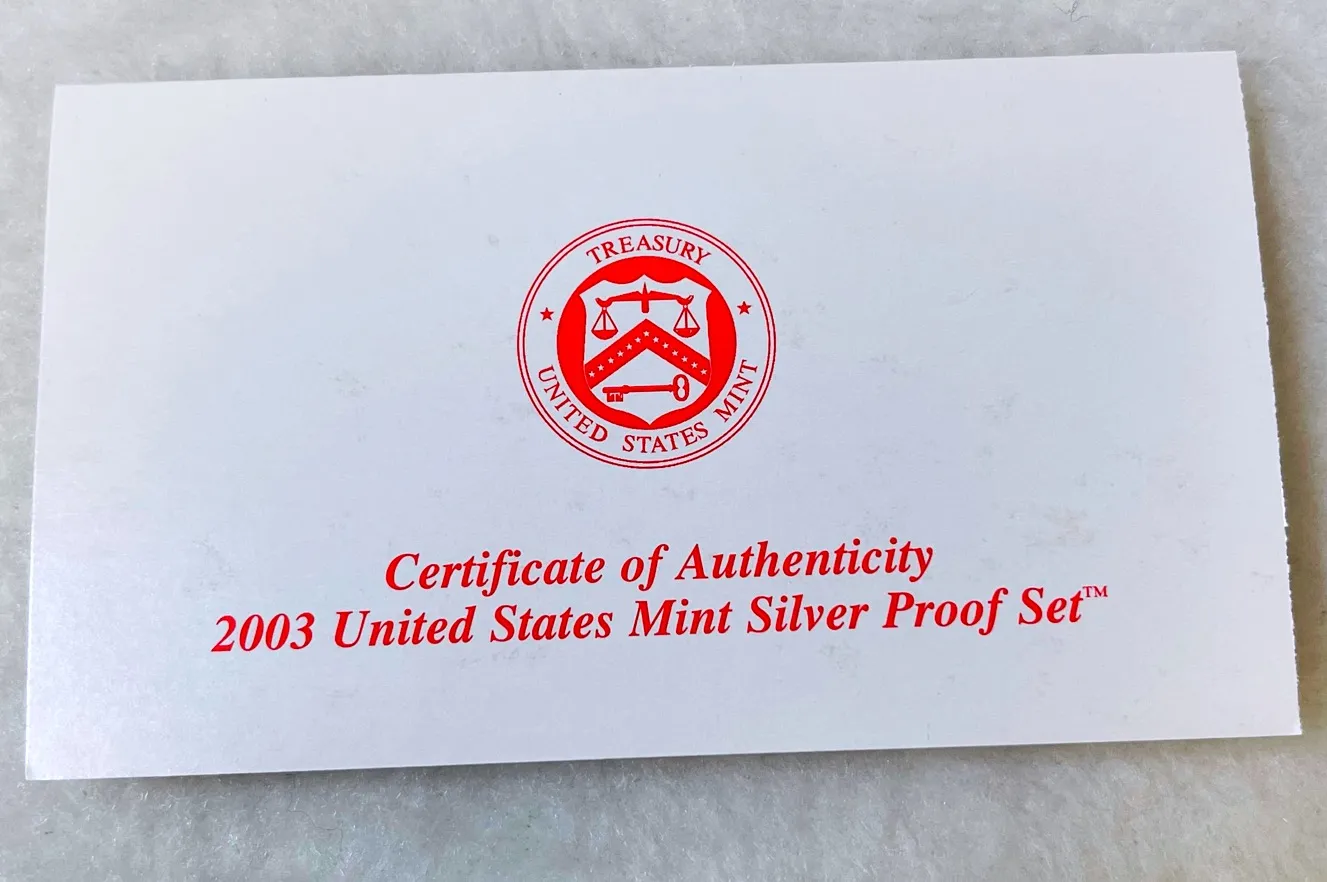 TREASURY
UNITED STATES MINT
Certificate of Authenticity
2003 United States Mint Silver Proof Set™